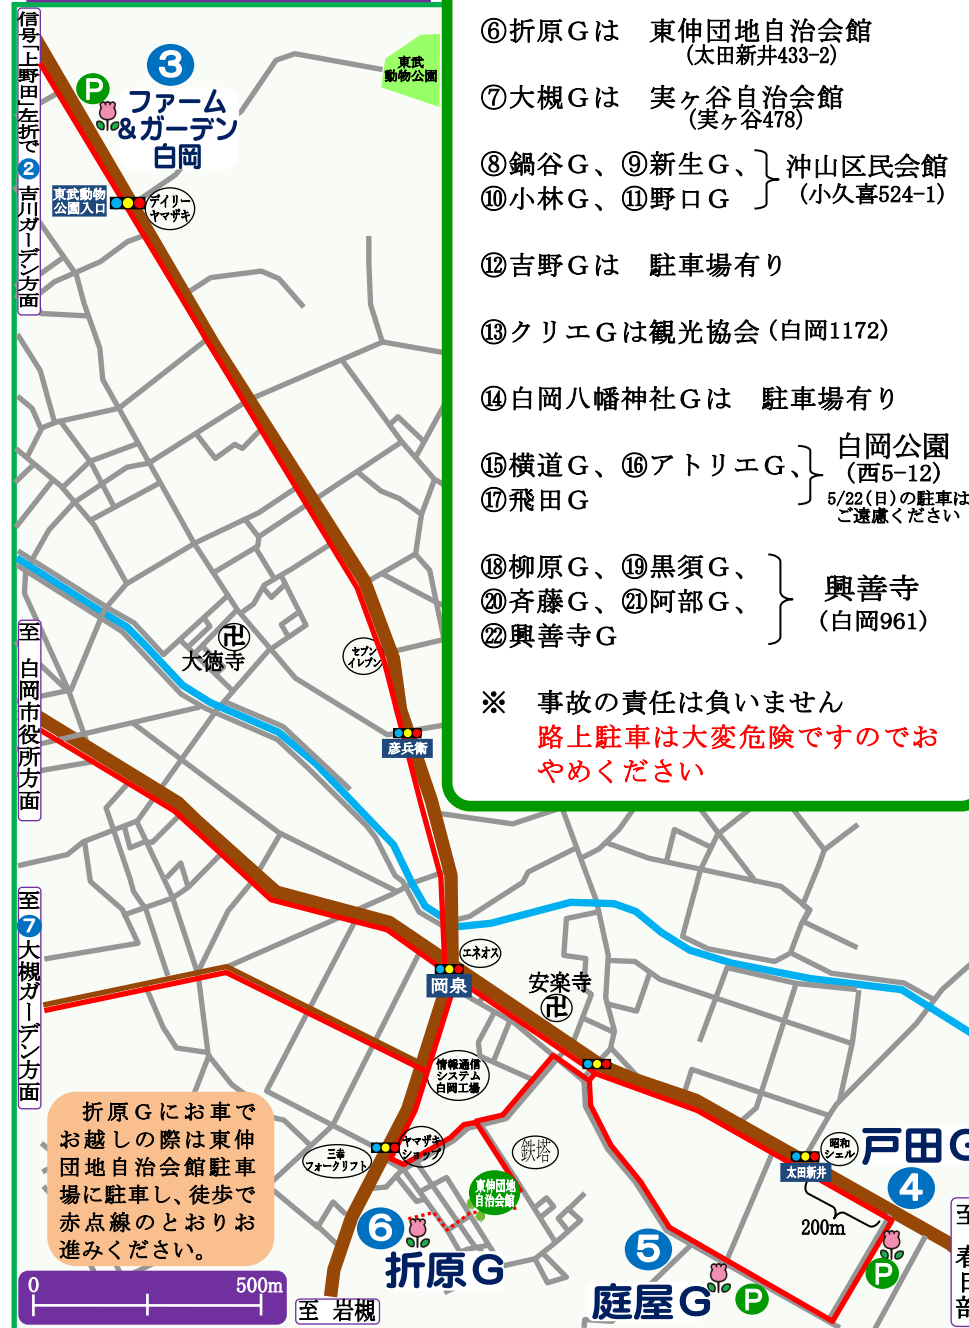 ⑥折原Gは　東伸団地自治会館
(太田新井433-2)
⑦大槻Gは　実ヶ谷自治会館
(実ヶ谷478)
⑧鍋谷G、⑨新生G、
⑩小林G、⑪野口G
沖山区民会館
(小久喜524-1)
⑫吉野Gは　駐車場有り
⑬クリエGは観光協会(白岡1172)
⑭白岡八幡神社Gは　駐車場有り
⑮横道G、⑯アトリエG、
⑰飛田G
白岡公園
(西5-12)
5/22(日)の駐車は
ご遠慮ください
⑱柳原G、⑲黒須G、
⑳斉藤G、㉑阿部G、
㉒興善寺G
興善寺
(白岡961)
※　事故の責任は負いません
路上駐車は大変危険ですのでお
やめください
信号「上野田」左折で❷吉川ガーデン方面
3
P
ファーム
&ガーデン
白岡
東武
動物公園
東武動物
公園入口
デイリー
ヤマザキ
卍
大徳寺
セブン
イレブン
彦兵衛
至　白岡市役所方面
至❼大槻ガーデン方面
エネオス
岡泉
安楽寺
卍
情報通信
システム
白岡工場
ヤマザキ
ショップ
三幸
フォークリフト
鉄塔
東伸団地
自治会館
昭和
シェル
太田新井
戸田G
4
200m
P
6
折原G
5
庭屋G
P
至　春日部
折原Gにお車で
お越しの際は東伸
団地自治会館駐車
場に駐車し、徒歩で
赤点線のとおりお
進みください。
0
500m
至 岩槻